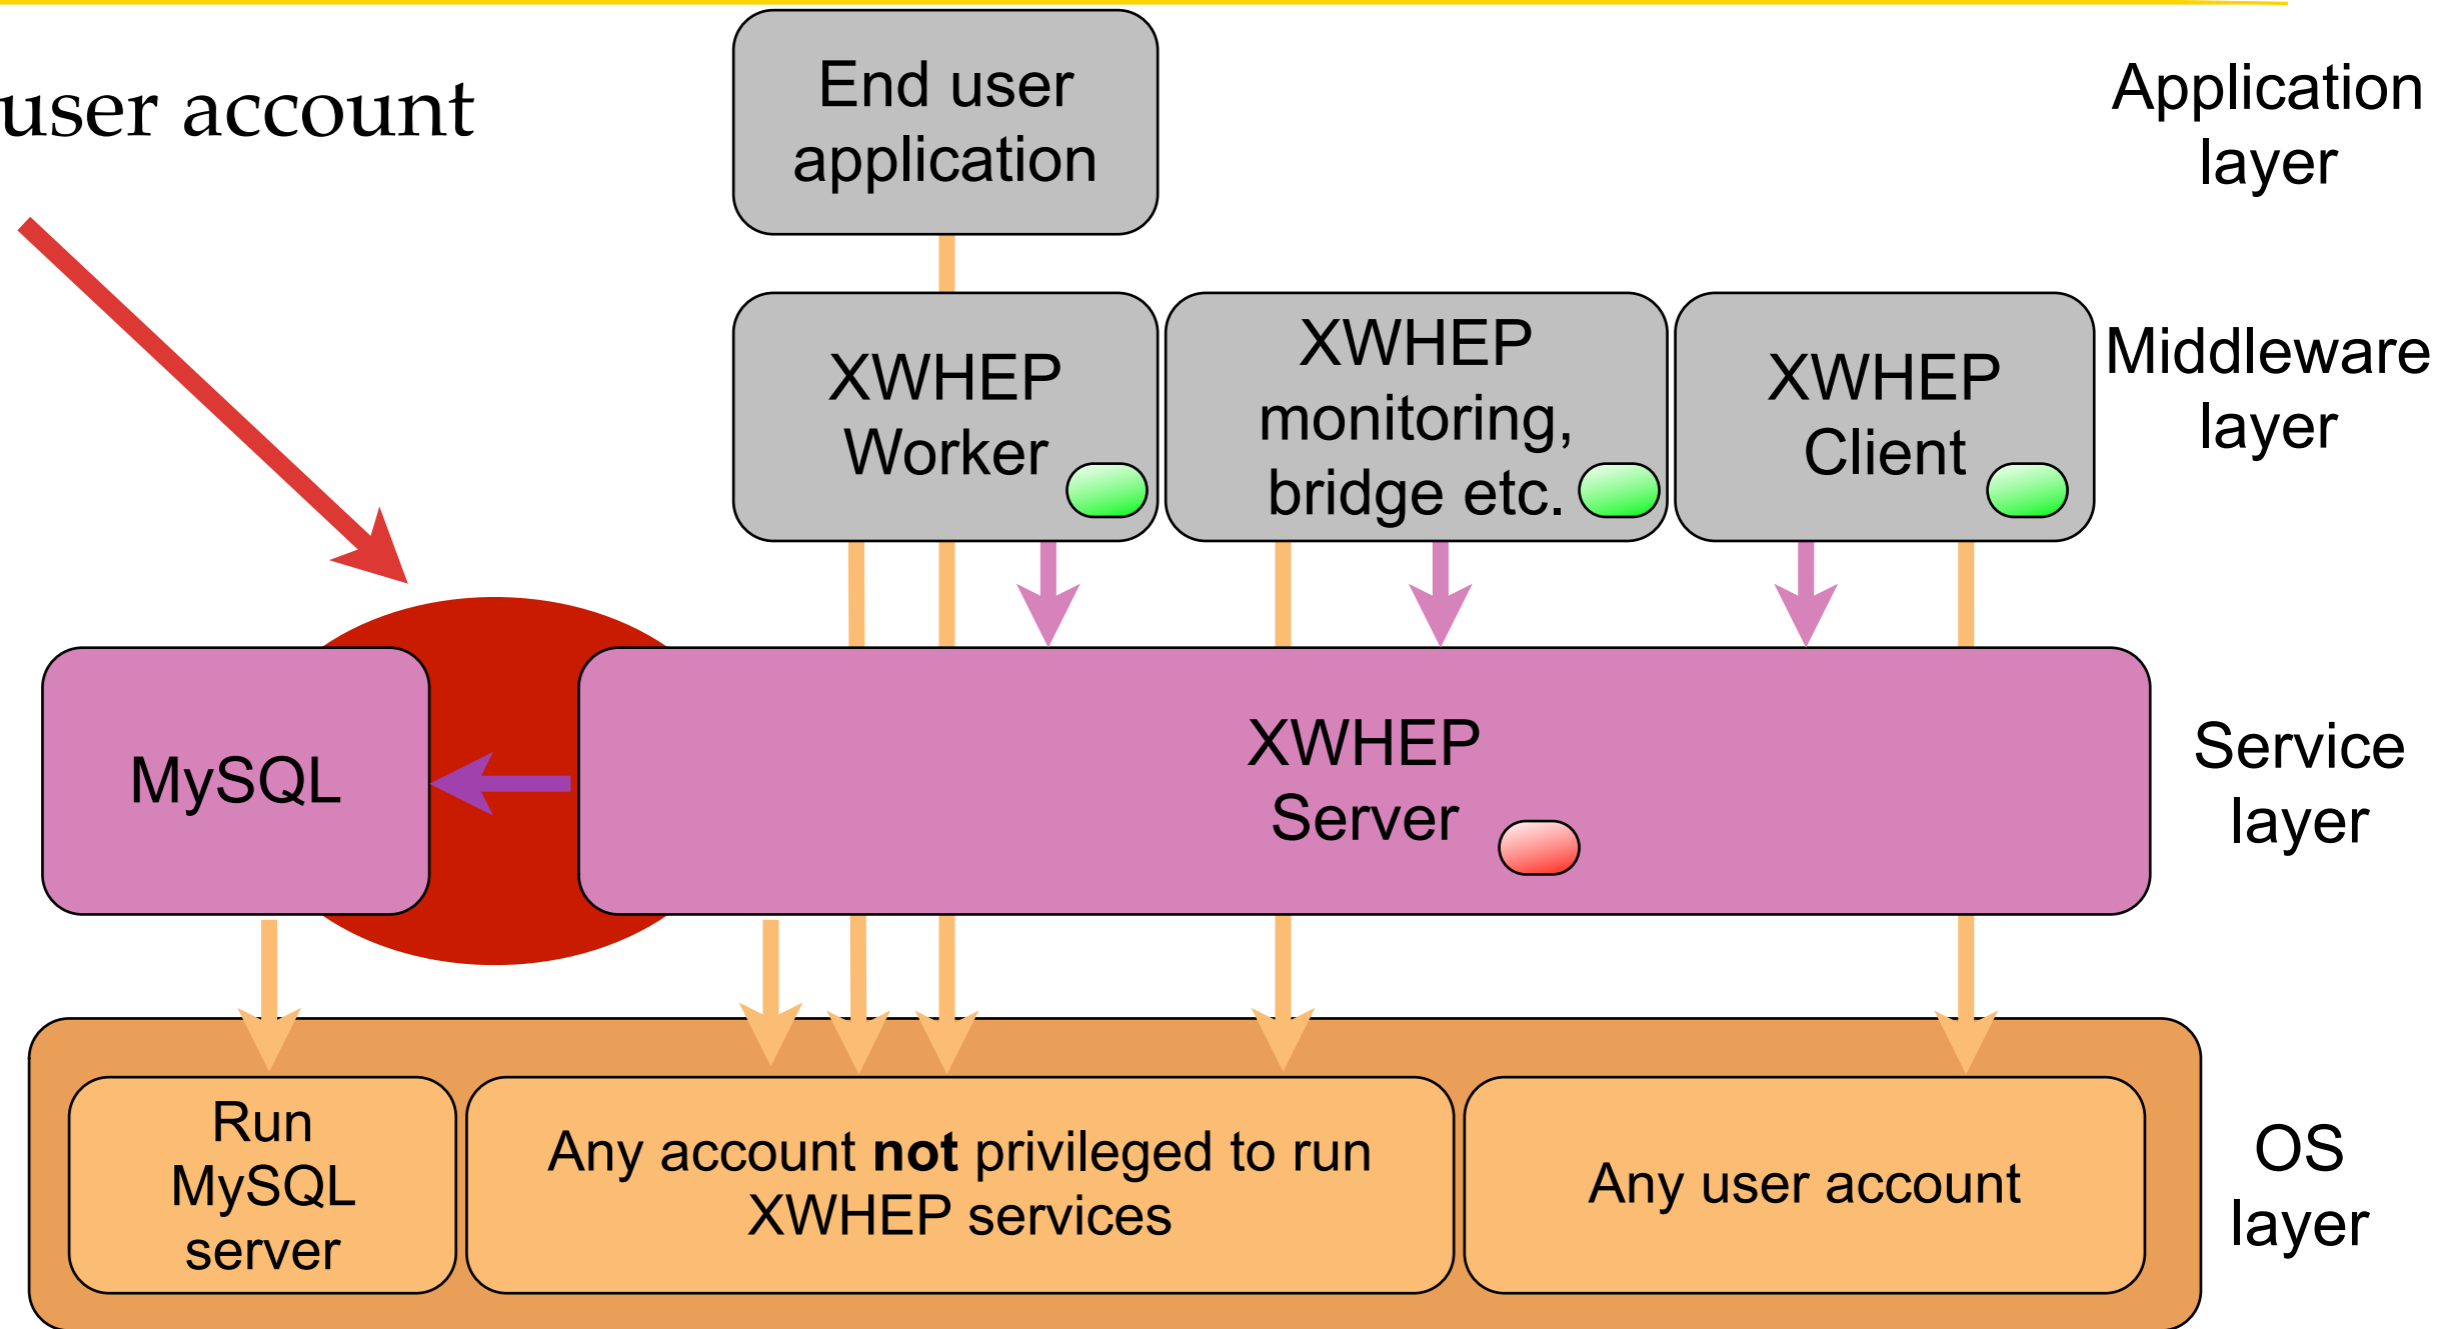 user account
End user
application
Application
layer
XWHEP
Worker
XWHEP
monitoring,
bridge etc.
XWHEP
Client
Middleware
layer
MySQL
XWHEP
Server
Service
layer
Run
MySQL
server
Any account not privileged to run
XWHEP services
Any user account
OS
layer